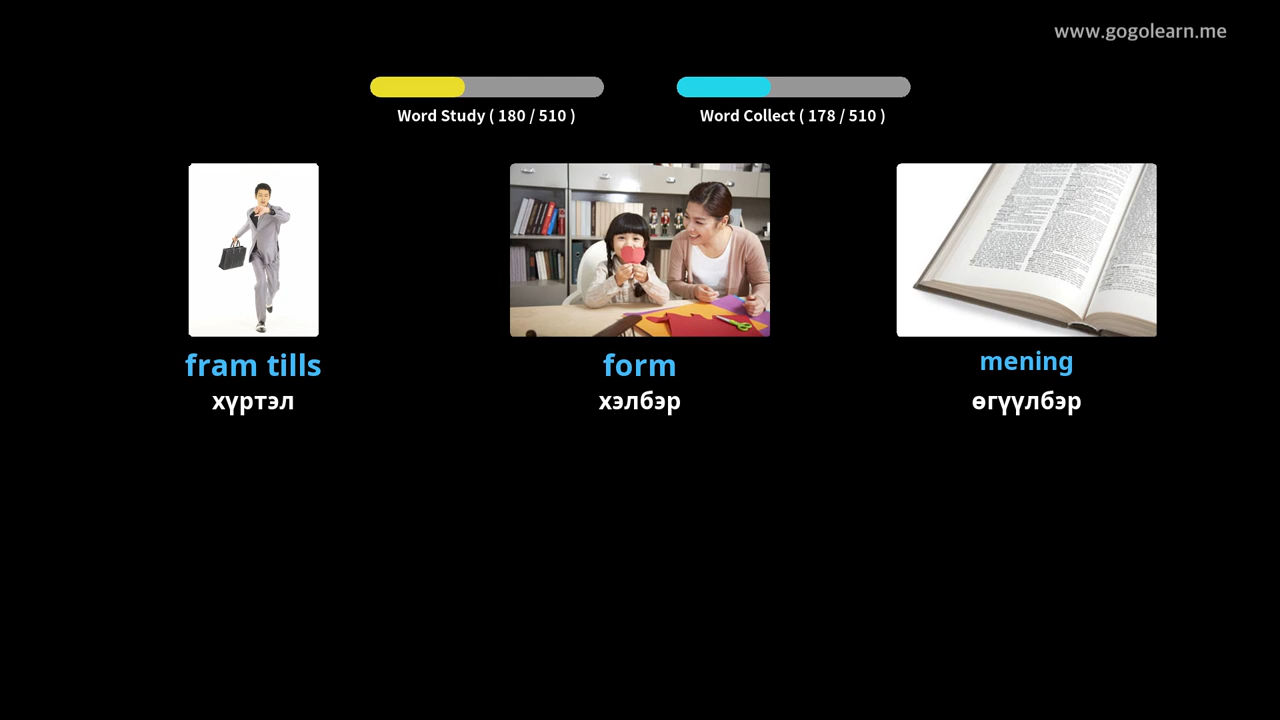 www.gogolearn.me
Word Study ( 180 / 510 )
Word Collect ( 178 / 510 )
fram tills
хүртэл
form
хэлбэр
mening
өгүүлбэр